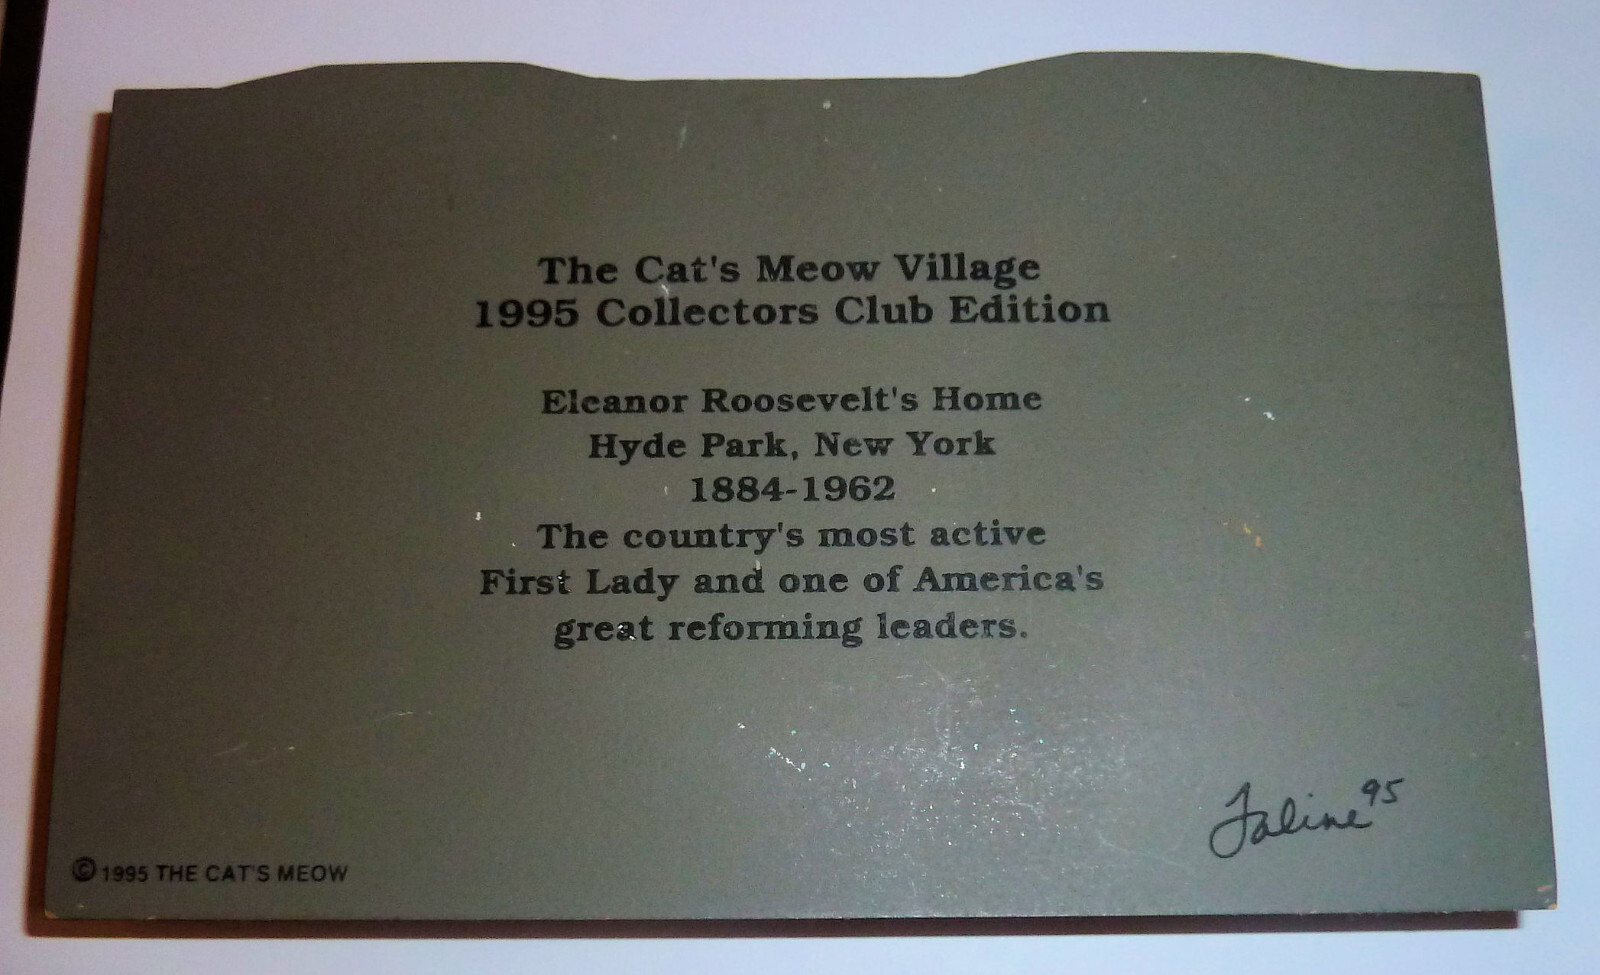 The Cat's Meow Village
1995 Collectors Club Edition
Eleanor Roosevelt's Home
Hyde Park, New York
1884-1962
The country's most active
First Lady and one of America's
great reforming leaders.
Faline 95
© 1995 THE CAT'S MEOW